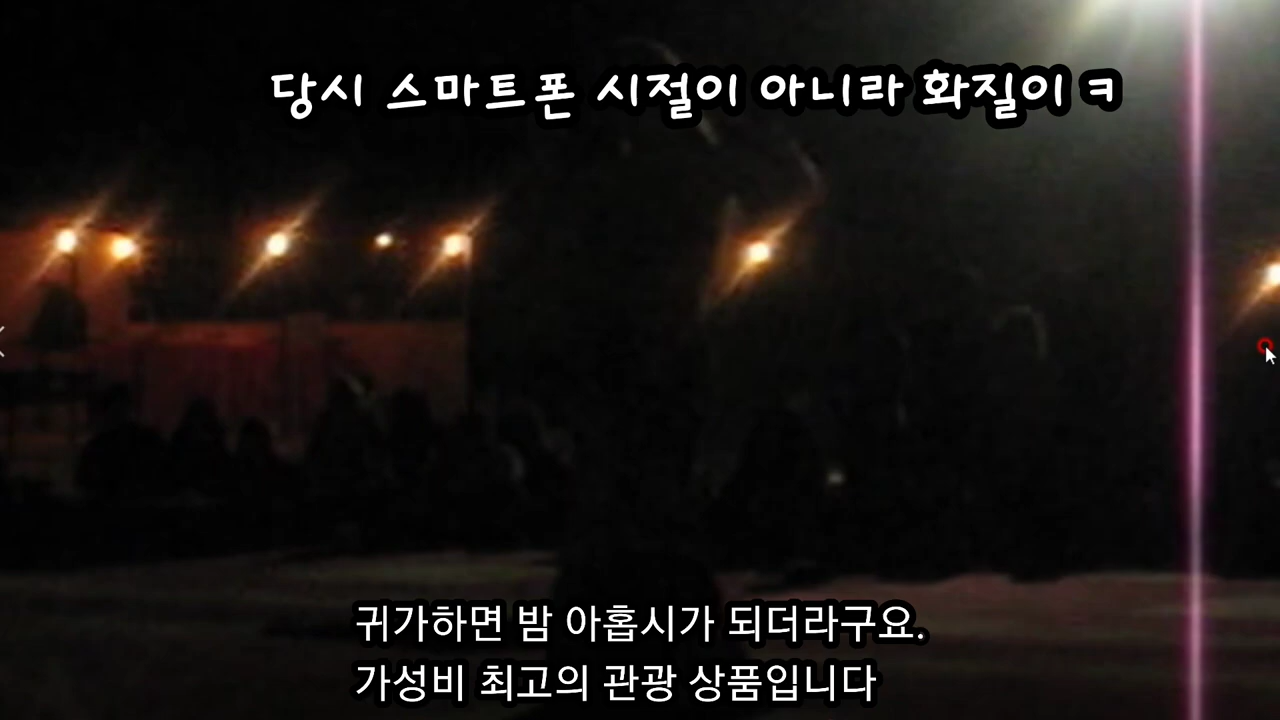 당시 스마트폰 시절이 아니라 화질이 ㅋ
귀가하면 밤 아홉시가 되더라구요.
가성비 최고의 관광 상품입니다